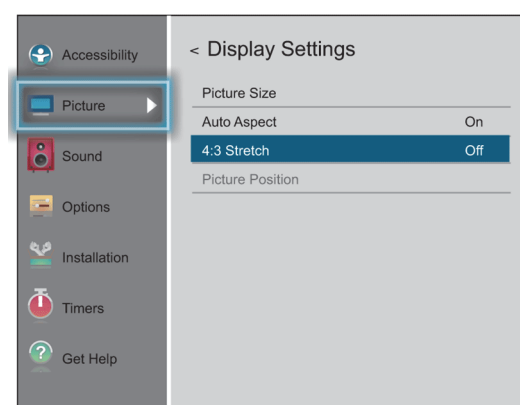 Accessibility
Picture
Sound
Options
Installation
Timers
Get Help
< Display Settings
Picture Size
Auto Aspect On
4:3 Stretch Off
Picture Position